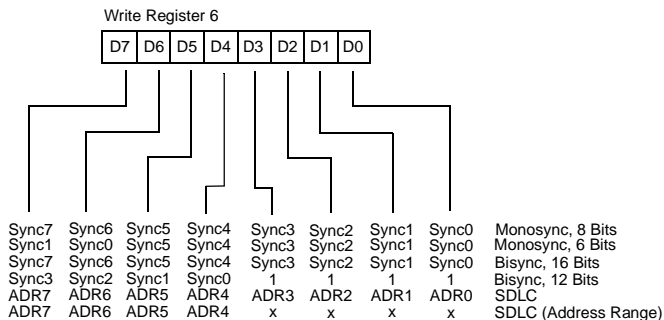 Write Register 6
D7 D6 D5 D4 D3 D2 D1 D0
Sync7 Sync6 Sync5 Sync4 Sync3 Sync2 Sync1 Sync0 Monosync, 8 Bits
Sync1 Sync0 Sync5 Sync4 Sync3 Sync2 Sync1 Sync0 Monosync, 6 Bits
Sync7 Sync6 Sync5 Sync4 Sync3 Sync2 Sync1 Sync0 Bisync, 16 Bits
Sync3 Sync2 Sync1 Sync0 1 1 1 1 Bisync, 12 Bits
ADR7 ADR6 ADR5 ADR4 ADR3 ADR2 ADR1 ADR0 SDLC
ADR7 ADR6 ADR5 ADR4 x x x x SDLC (Address Range)